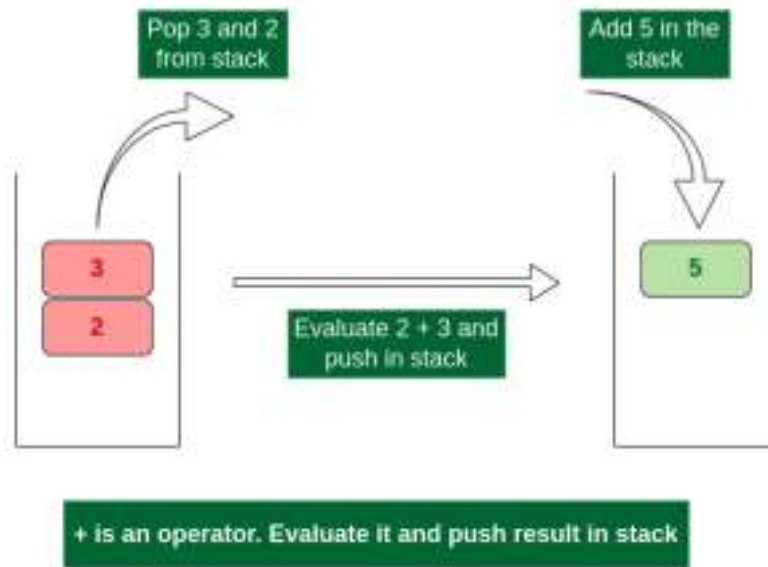 Pop 3 and 2
from stack
Add 5 in the
stack
3
2
5
Evaluate 2 + 3 and
push in stack
+ is an operator. Evaluate it and push result in stack